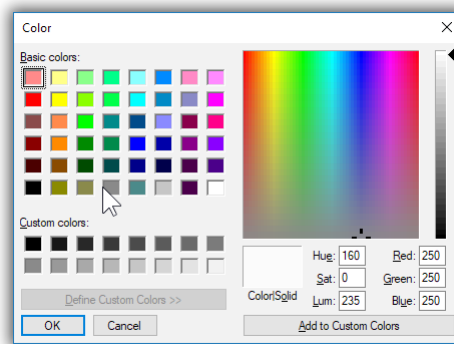 Color
Basic colors:
Custom colors:
Define Custom Colors >>
OK
Cancel
Color|Solid
Hue: 160
Sat: 0
Lum: 235
Red: 250
Green: 250
Blue: 250
Add to Custom Colors